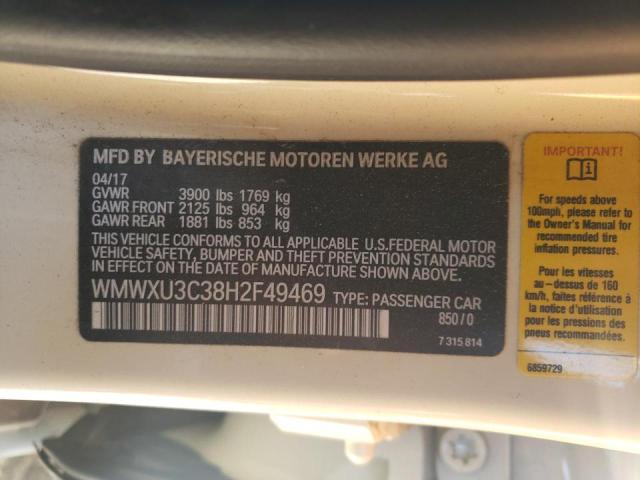 MFD BY BAYERISCHE MOTOREN WERKE AG
04/17
GVWR 3900 lbs 1769 kg
GAWR FRONT 2125 lbs 964 kg
GAWR REAR 1881 lbs 853 kg
THIS VEHICLE CONFORMS TO ALL APPLICABLE U.S.FEDERAL MOTOR
VEHICLE SAFETY, BUMPER AND THEFT PREVENTION STANDARDS
IN EFFECT ON THE DATE OF MANUFACTURE SHOWN ABOVE.
WMWXU3C38H2F49469 TYPE: PASSENGER CAR
850/0
7 315 814
IMPORTANT!
For speeds above
100mph, please refer to
the Owner's Manual for
recommended tire
inflation pressures.
Pour les vitesses
au-dessus de 160
km/h, faites référence à
la notice d'utilisation
pour les pressions des
pneus recommandées.
6859729